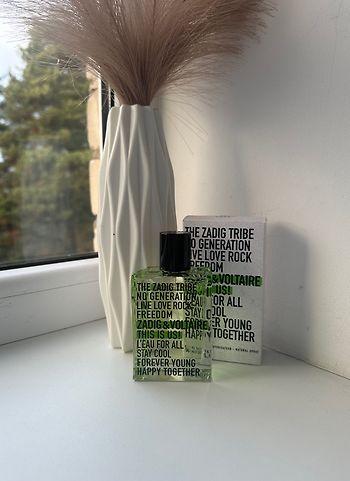 THE ZADIG TRIBE
NO GENERATION
LIVE LOVE ROCK
FREEDOM
& VOLTAIRE
US!
FOR ALL
COOL
YOUNG
TOGETHER
NATURAL SPRAY
THE ZADIG TRIBE
NO GENERATION
LIVE LOVE ROCK
FREEDOM
ZADIG & VOLTAIRE
THIS IS US!
L'EAU FOR ALL
STAY COOL
FOREVER YOUNG
HAPPY TOGETHER